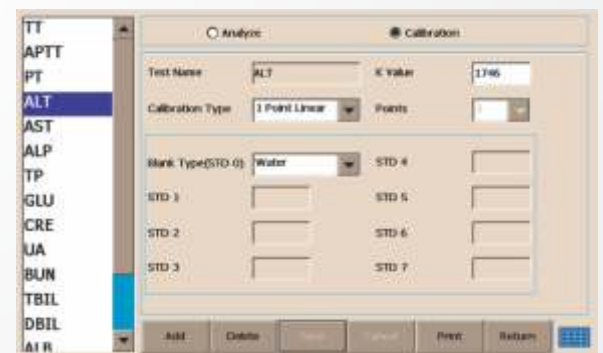 TT
APTT
PT
ALT
AST
ALP
TP
GLU
CRE
UA
BUN
TBIL
DBIL
ALB
Analyze Calibration
Test Name ALT K Value 1746
Calibration Type 1 Point Linear Points
Blank Type(STD 0) Water STD 4
STD 1 STD 5
STD 2 STD 6
STD 3 STD 7
Add Delete Print Return